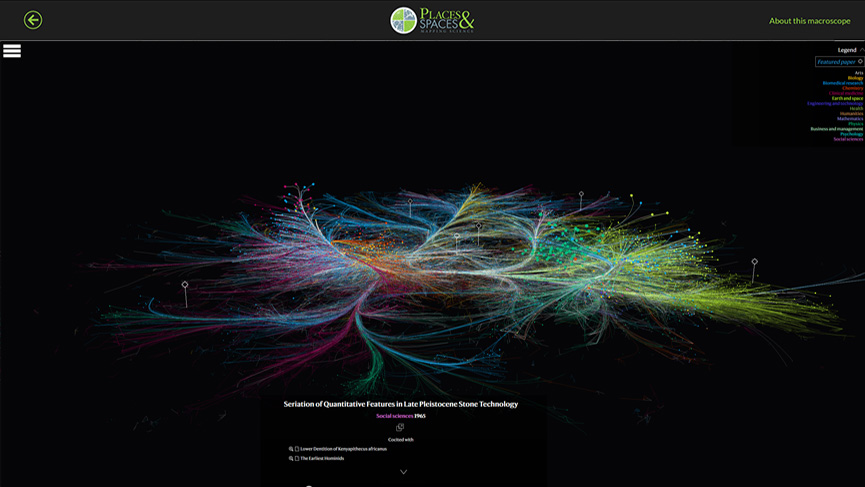 PLACES &
SPACES
MAPPING SCIENCE
About this macroscope
Legend
Featured paper
Arts
Biology
Biomedical research
Chemistry
Clinical medicine
Earth and space
Engineering and technology
Health
Humanities
Mathematics
Physics
Business and management
Psychology
Social sciences
Seriation of Quantitative Features in Late Pleistocene Stone Technology
Social sciences 1965
Cocited with
Lower Dentition of Kenyapithecus africanus
The Earliest Hominids